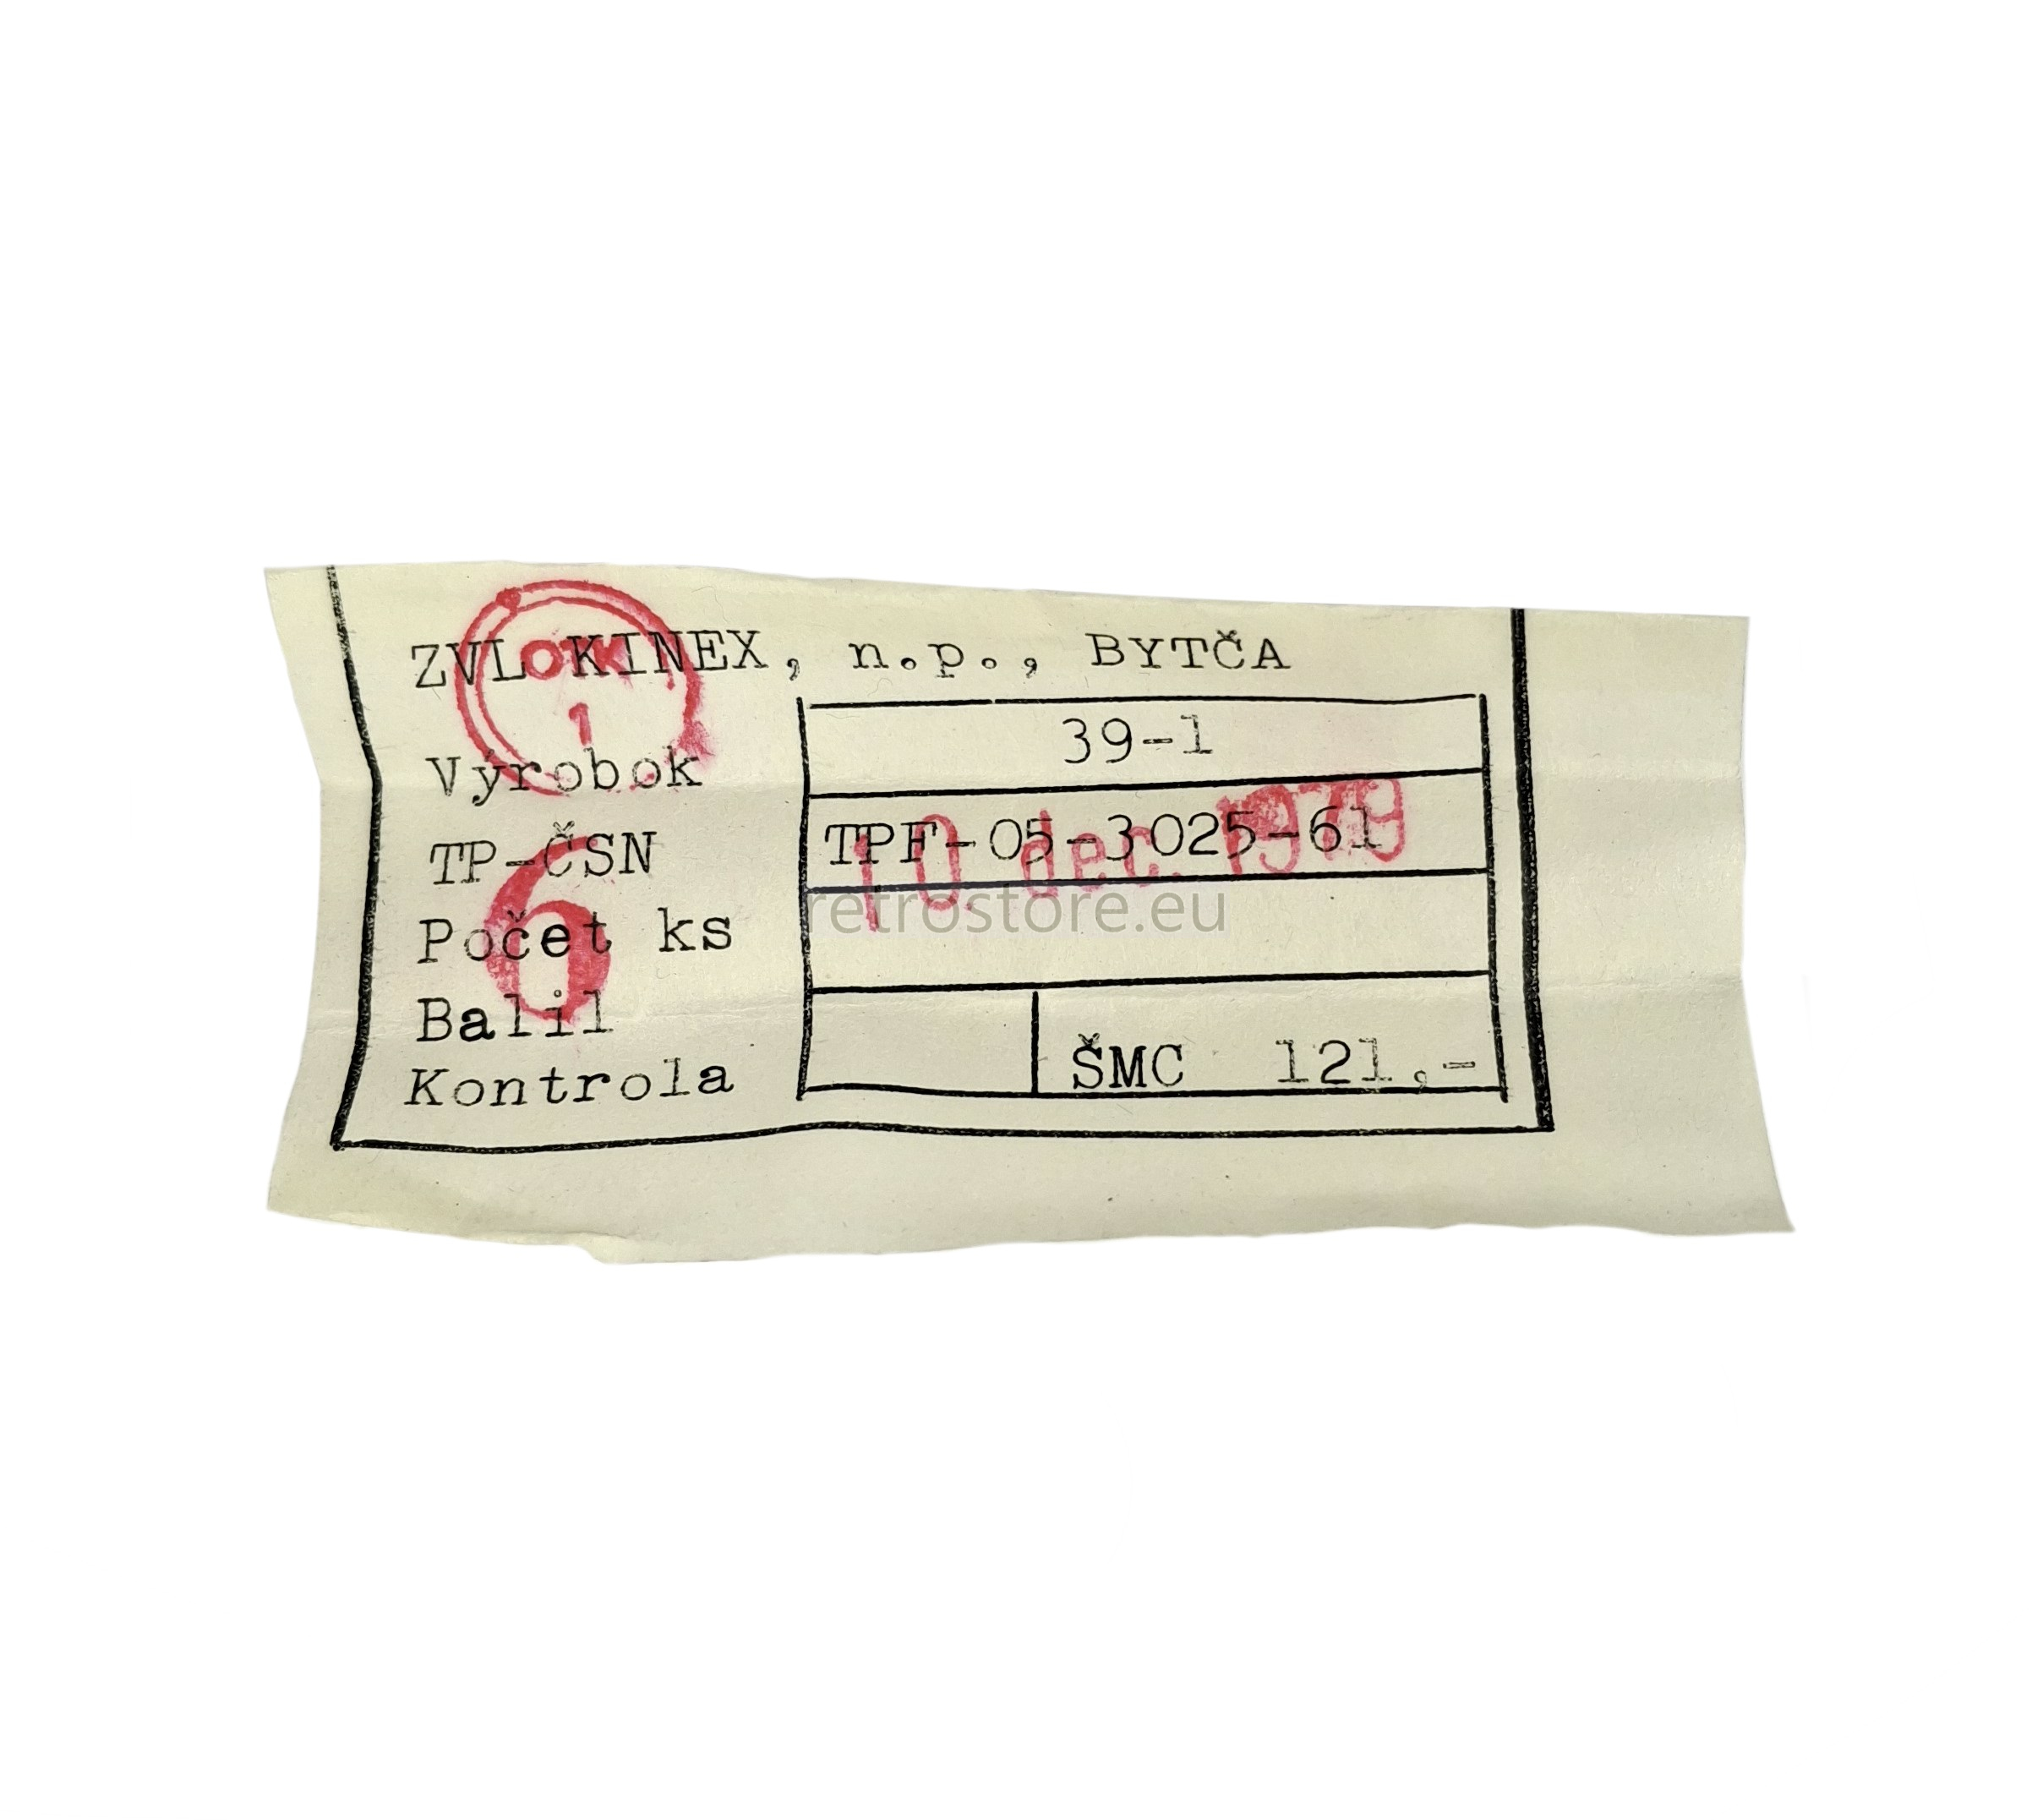 ZVL KINEX, n.p., BYTČA
OTK
1
Výrobok 39-1
TP-ČSN TPF-05-3025-61
10. dec. 1979
6
Počet ks
retrostore.eu
Balil
Kontrola ŠMC 121,-